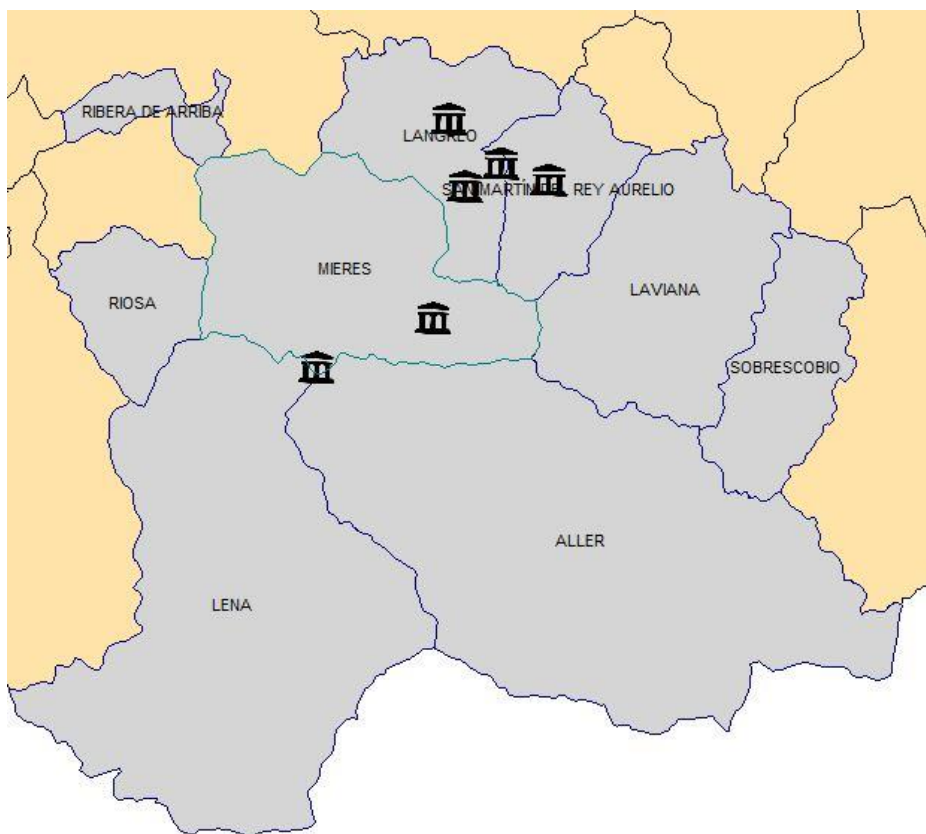 RIBERA DE ARRIBA
LANGREO
SAN MARTÍN DEL REY AURELIO
MIERES
RIOSA
LAVIANA
SOBRESCOBIO
ALLER
LENA